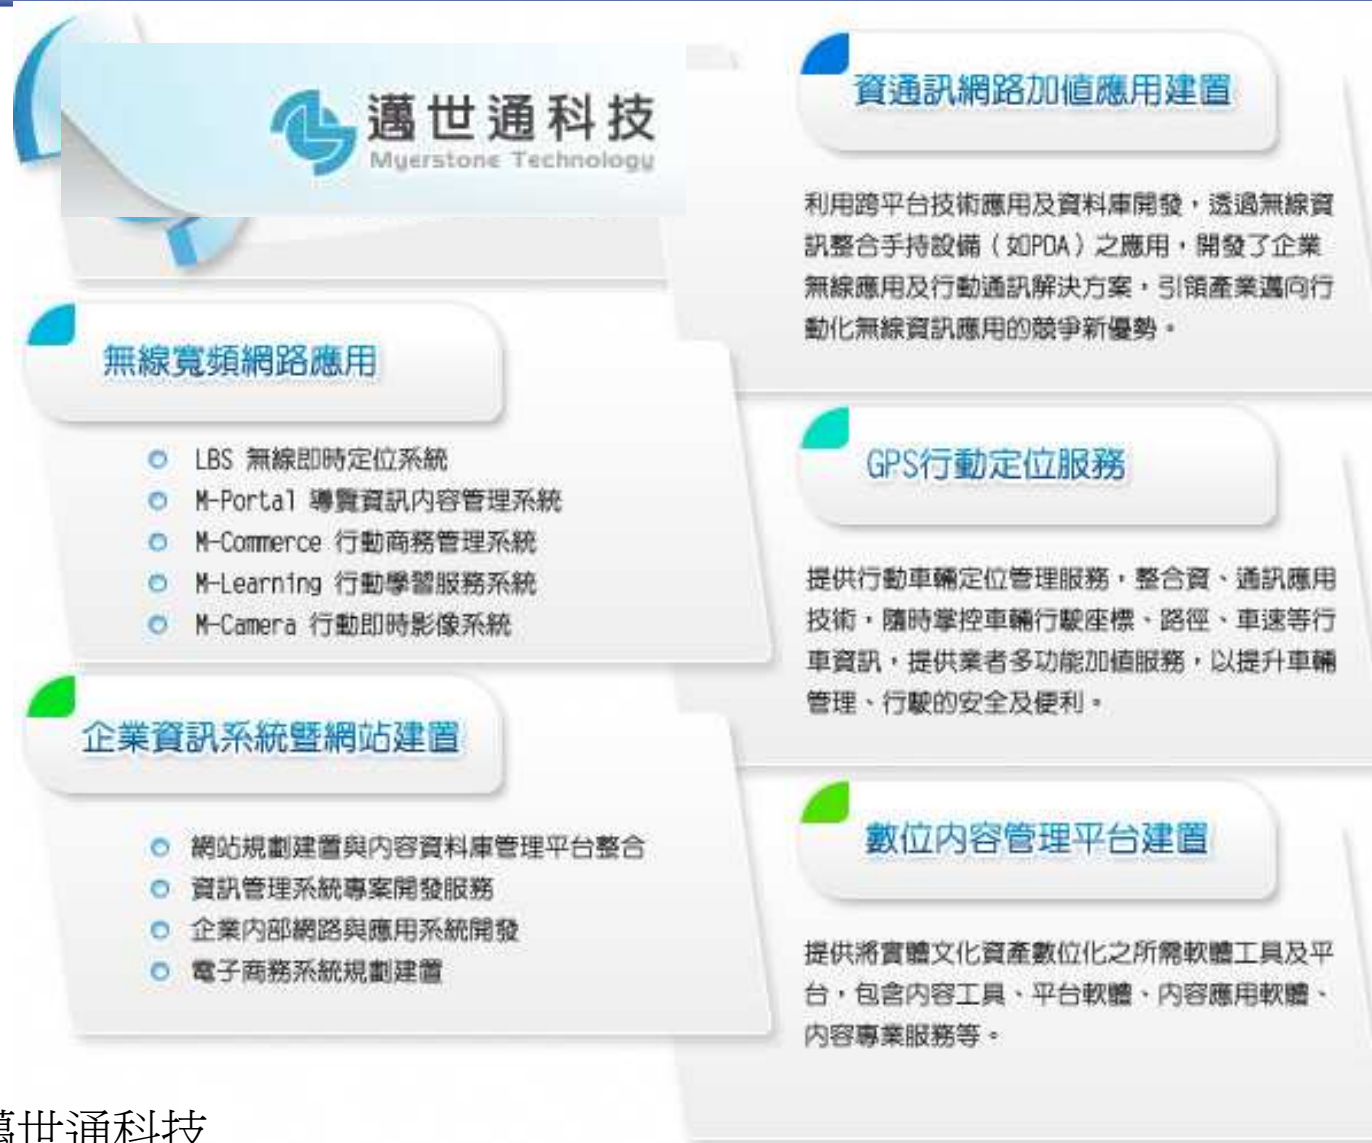 邁世通科技
Myerstone Technology
無線寬頻網路應用
LBS 無線即時定位系統
M-Portal 導覽資訊内容管理系統
M-Commerce 行動商務管理系統
M-Learning 行動學習服務系統
M-Camera 行動即時影像系統
企業資訊系統暨網站建置
網站規劃建置與内容資料庫管理平台整合
資訊管理系統專案開發服務
企業内部網路與應用系統開發
電子商務系統規劃建置
資通訊網路加值應用建置
利用跨平台技術應用及資料庫開發，透過無線資
訊整合手持設備（如PDA）之應用，開發了企業
無線應用及行動通訊解決方案，引領產業邁向行
動化無線資訊應用的競爭新優勢。
GPS行動定位服務
提供行動車輛定位管理服務，整合資、通訊應用
技術，隨時掌控車輛行駛座標、路徑、車速等行
車資訊，提供業者多功能加值服務，以提升車輛
管理、行駛的安全及便利。
數位内容管理平台建置
提供將實體文化資產數位化之所需軟體工具及平
台，包含内容工具、平台軟體、内容應用軟體、
内容專業服務等。
邁世通科技